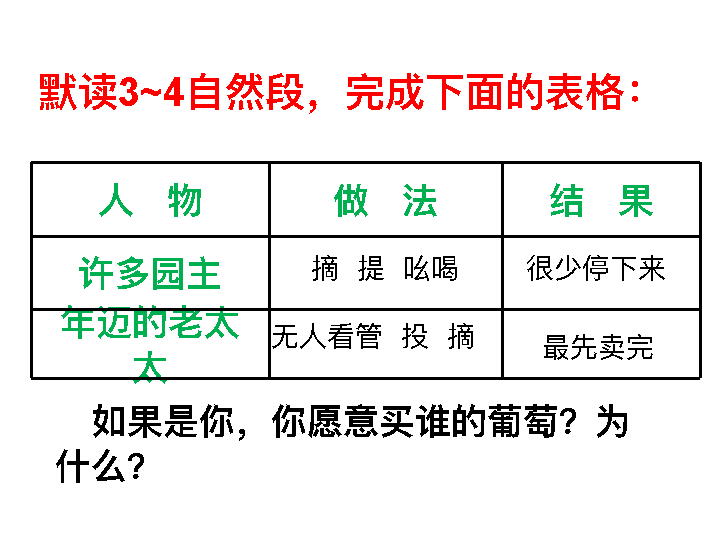 默读3~4自然段，完成下面的表格：
人 物 做 法 结 果
许多园主 摘 提 吆喝 很少停下来
年迈的老太太 无人看管 投 摘 最先卖完
如果是你，你愿意买谁的葡萄？为
什么？